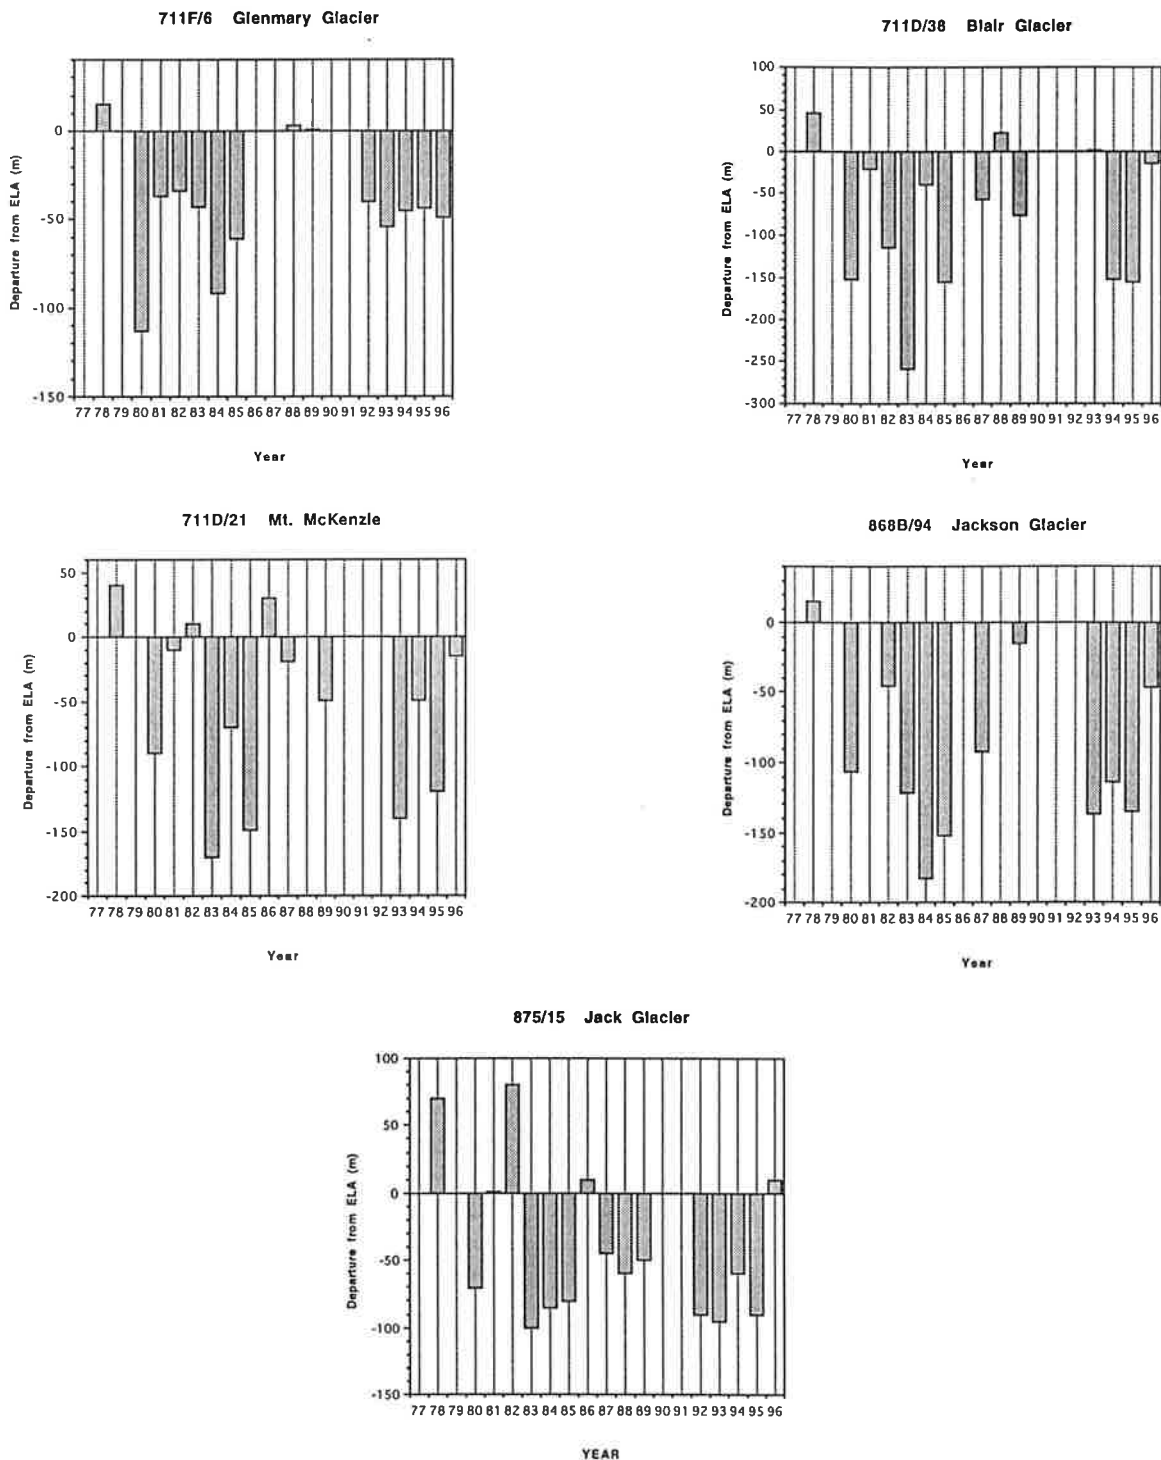 711F/6 Glenmary Glacier
Departure from ELA (m)
0
-50
-100
-150
77 78 79 80 81 82 83 84 85 86 87 88 89 90 91 92 93 94 95 96
Year
711D/38 Blair Glacier
Departure from ELA (m)
100
50
0
-50
-100
-150
-200
-250
-300
77 78 79 80 81 82 83 84 85 86 87 88 89 90 91 92 93 94 95 96
Year
711D/21 Mt. McKenzie
Departure from ELA (m)
50
0
-50
-100
-150
-200
77 78 79 80 81 82 83 84 85 86 87 88 89 90 91 92 93 94 95 96
Year
868B/94 Jackson Glacier
Departure from ELA (m)
0
-50
-100
-150
-200
77 78 79 80 81 82 83 84 85 86 87 88 89 90 91 92 93 94 95 96
Year
875/15 Jack Glacier
Departure from ELA (m)
100
50
0
-50
-100
-150
77 78 79 80 81 82 83 84 85 86 87 88 89 90 91 92 93 94 95 96
YEAR